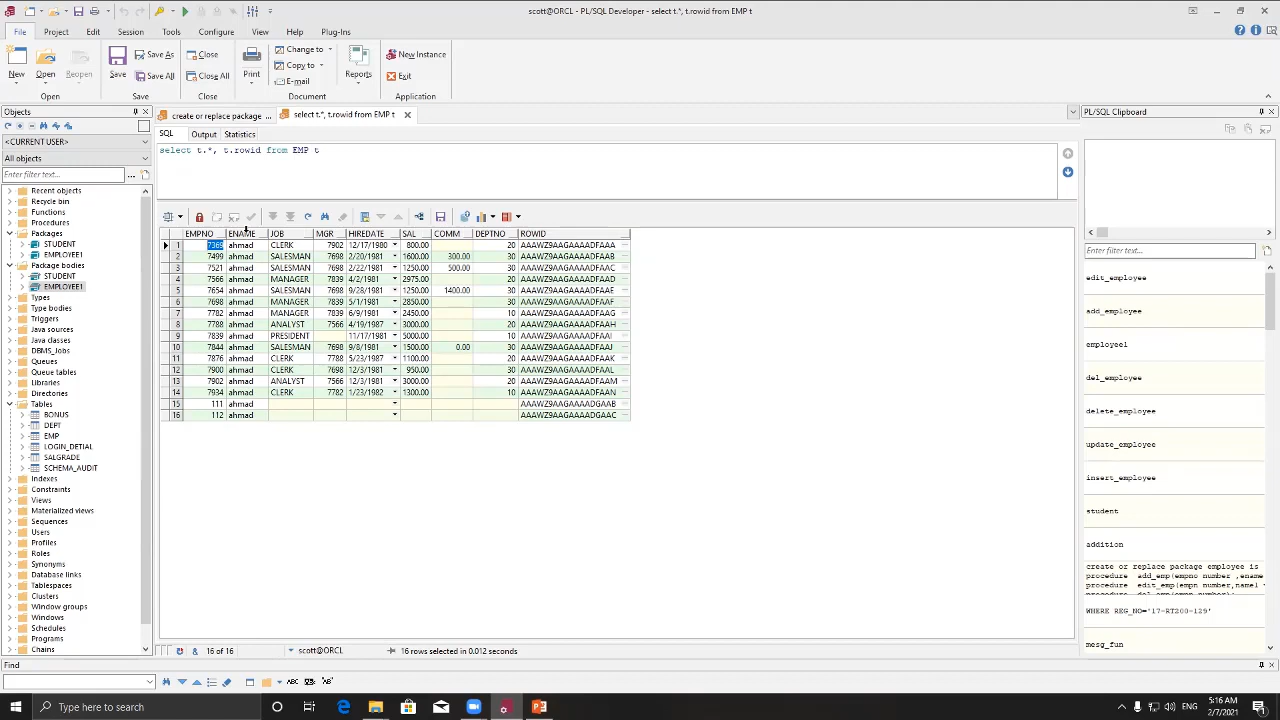 scott@ORCL - PL/SQL Developer - select t.*, t.rowid from EMP t
File Project Edit Session Tools Configure View Help Plug-Ins
New Open Reopen Save Save As Save All Close Close All Print Change to Copy to E-mail Reports New Instance Exit
Open Save Close Document Application
Objects
<CURRENT USER>
All objects
Enter filter text...
Recent objects
Recycle bin
Functions
Procedures
Packages
STUDENT
EMPLOYEE1
Package bodies
STUDENT
EMPLOYEE1
Types
Type bodies
Triggers
Java sources
Java classes
DBMS_Jobs
Queues
Queue tables
Libraries
Directories
Tables
BONUS
DEPT
EMP
LOGIN_DETIAL
SALGRADE
SCHEMA_AUDIT
Indexes
Constraints
Views
Materialized views
Sequences
Users
Profiles
Roles
Synonyms
Database links
Tablespaces
Clusters
Window groups
Windows
Schedules
Programs
Chains
create or replace package ... select t.*, t.rowid from EMP t
SQL Output Statistics
select t.*, t.rowid from EMP t
EMPNO ENAME JOB MGR HIREDATE SAL COMM DEPTNO ROWID
1 7369 ahmad CLERK 7902 12/17/1980 800.00 20 AAAWZ9AAGAAAADFAAA
2 7499 ahmad SALESMAN 7698 2/20/1981 1600.00 300.00 30 AAAWZ9AAGAAAADFAAB
3 7521 ahmad SALESMAN 7698 2/22/1981 1250.00 500.00 30 AAAWZ9AAGAAAADFAAC
4 7566 ahmad MANAGER 7839 4/2/1981 2975.00 20 AAAWZ9AAGAAAADFAAD
5 7654 ahmad SALESMAN 7698 9/28/1981 1250.00 1400.00 30 AAAWZ9AAGAAAADFAAE
6 7698 ahmad MANAGER 7839 5/1/1981 2850.00 30 AAAWZ9AAGAAAADFAAF
7 7782 ahmad MANAGER 7839 6/9/1981 2450.00 10 AAAWZ9AAGAAAADFAAG
8 7788 ahmad ANALYST 7566 4/19/1987 3000.00 20 AAAWZ9AAGAAAADFAAH
9 7839 ahmad PRESIDENT 11/17/1981 5000.00 10 AAAWZ9AAGAAAADFAAI
10 7844 ahmad SALESMAN 7698 9/8/1981 1500.00 0.00 30 AAAWZ9AAGAAAADFAAJ
11 7876 ahmad CLERK 7788 5/23/1987 1100.00 20 AAAWZ9AAGAAAADFAAK
12 7900 ahmad CLERK 7698 12/3/1981 950.00 30 AAAWZ9AAGAAAADFAAL
13 7902 ahmad ANALYST 7566 12/3/1981 3000.00 20 AAAWZ9AAGAAAADFAAM
14 7934 ahmad CLERK 7782 1/23/1982 1300.00 10 AAAWZ9AAGAAAADFAAN
15 111 ahmad AAAWZ9AAGAAAADGAAB
16 112 ahmad AAAWZ9AAGAAAADGAAC
16 of 16 scott@ORCL 16 rows selected in 0.012 seconds
PL/SQL Clipboard
Enter filter text...
edit_employee
add_employee
employee1
del_employee
delete_employee
update_employee
insert_employee
student
addition
create or replace package employee is
procedure add_emp(empno number ,ename
procedure edit_emp(empn number,name1 v
procedure del_emp(empn number);
WHERE REG_NO='17-RT200-129'
mesg_fun
Find
ABC "AB"
Type here to search
ENG 5:16 AM
2/7/2021